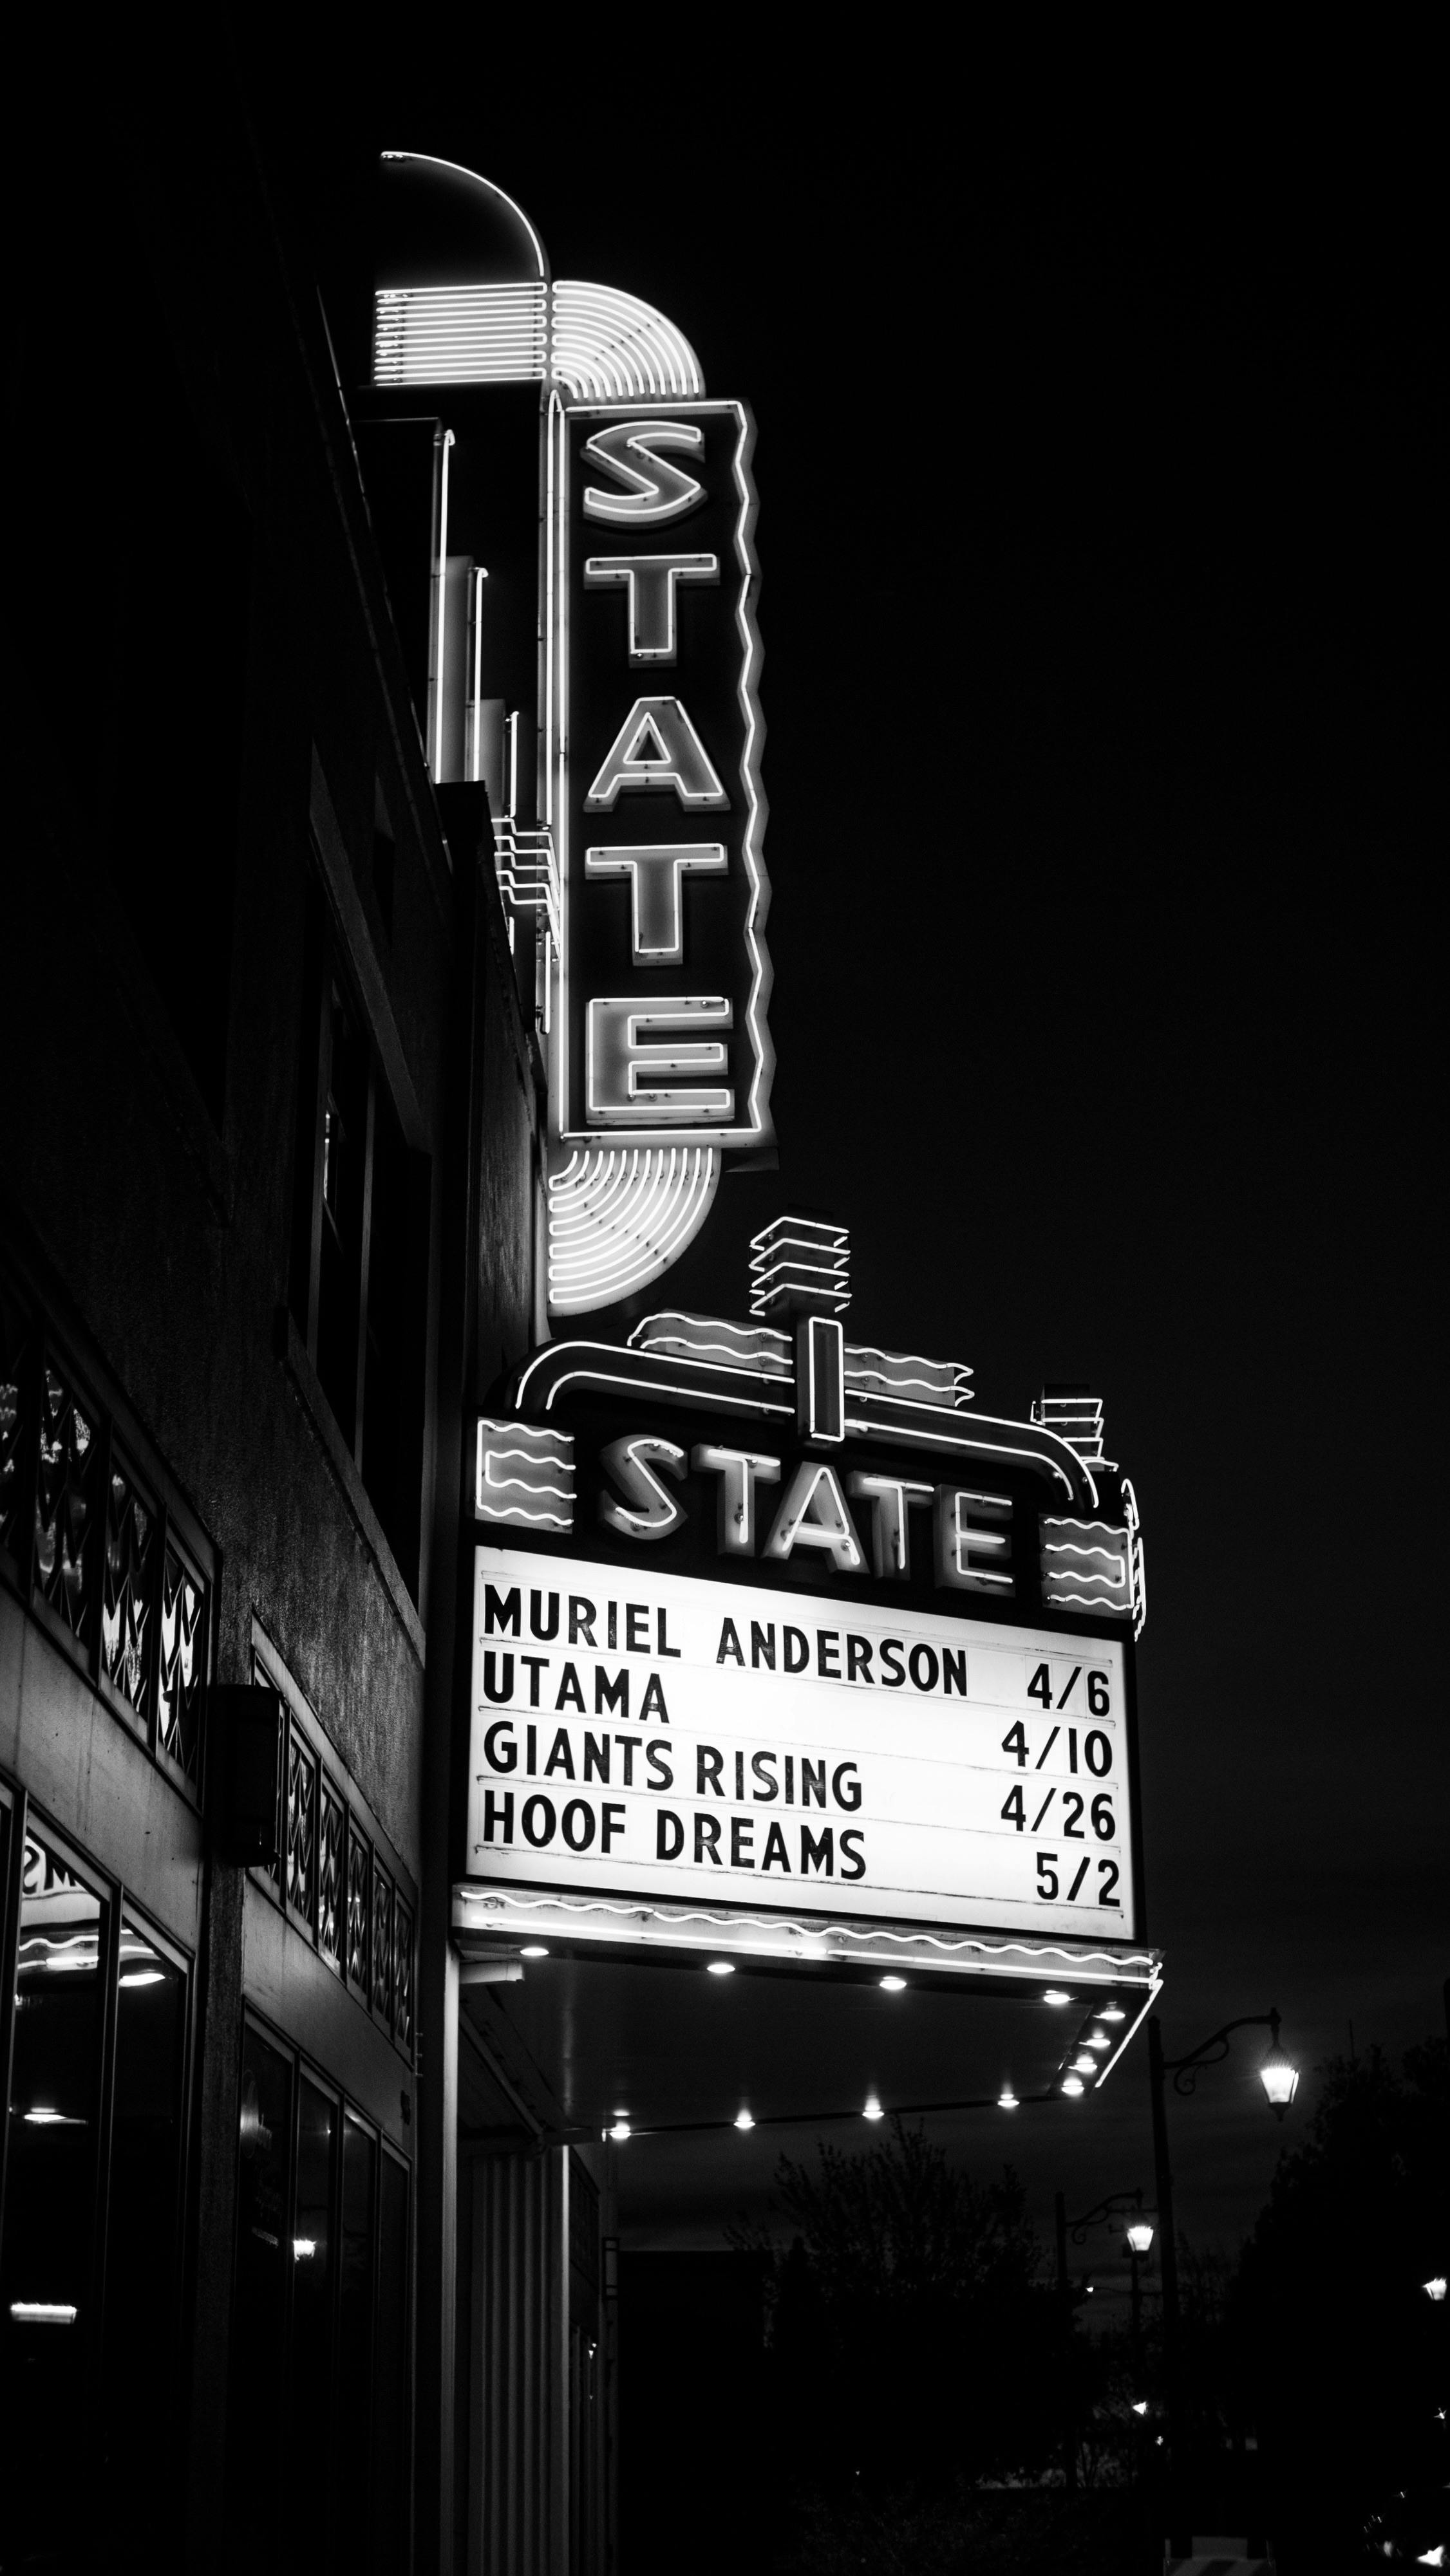 STATE
STATE
MURIEL ANDERSON 4/6
UTAMA 4/10
GIANTS RISING 4/26
HOOF DREAMS 5/2